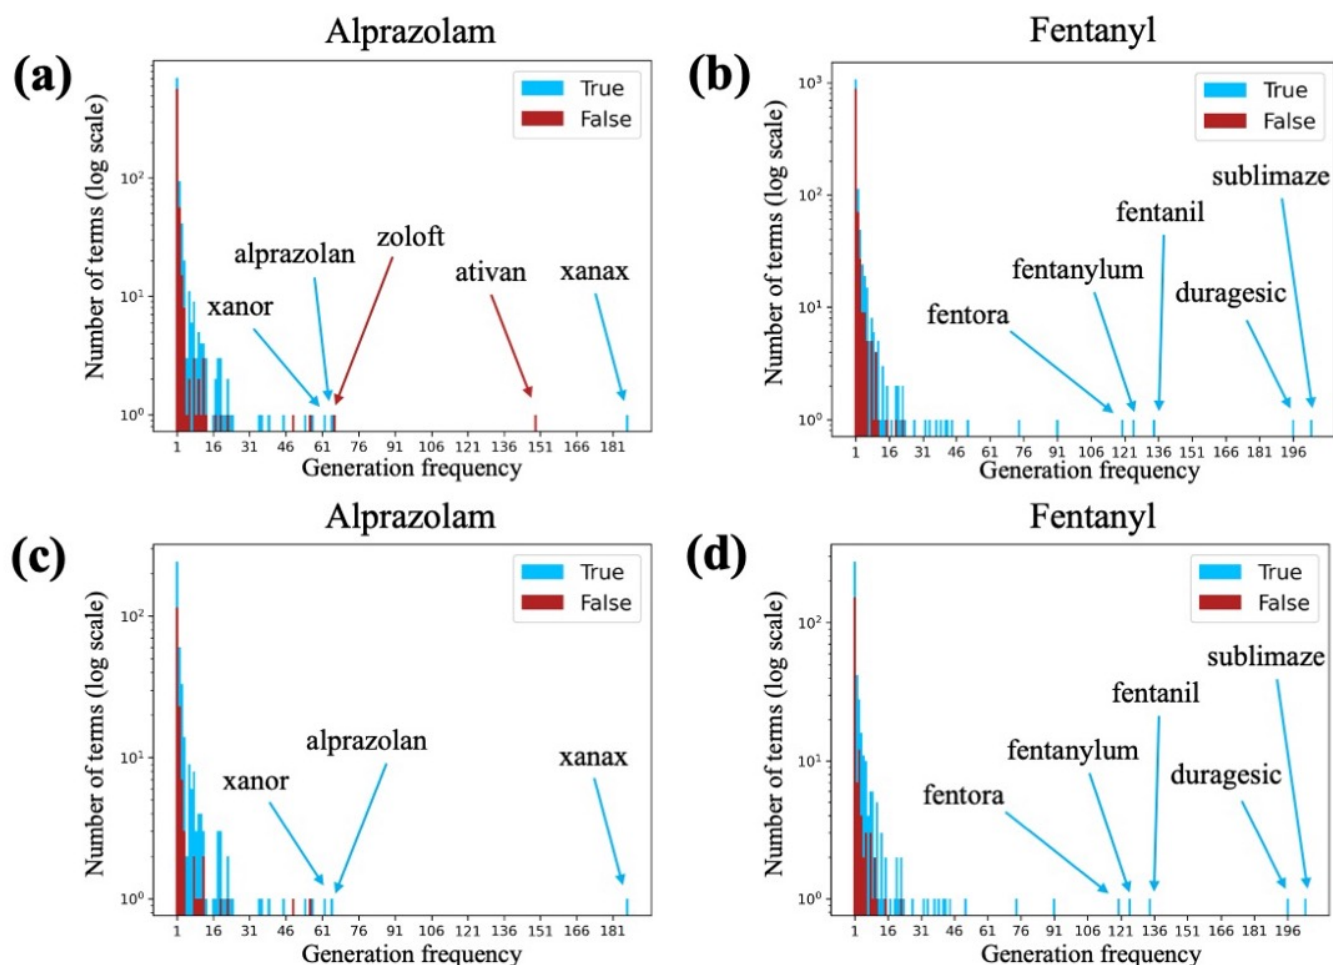 Alprazolam
(a)
Number of terms (log scale)
10²
10¹
10⁰
True
False
xanor
alprazolan
zoloft
ativan
xanax
1 16 31 46 61 76 91 106 121 136 151 166 181
Generation frequency
Fentanyl
(b)
Number of terms (log scale)
10³
10²
10¹
10⁰
True
False
sublimaze
fentanil
fentanylum
duragesic
fentora
1 16 31 46 61 76 91 106 121 136 151 166 181 196
Generation frequency
Alprazolam
(c)
Number of terms (log scale)
10²
10¹
10⁰
True
False
alprazolan
xanor
xanax
1 16 31 46 61 76 91 106 121 136 151 166 181
Generation frequency
Fentanyl
(d)
Number of terms (log scale)
10²
10¹
10⁰
True
False
sublimaze
fentanil
fentanylum
duragesic
fentora
1 16 31 46 61 76 91 106 121 136 151 166 181 196
Generation frequency